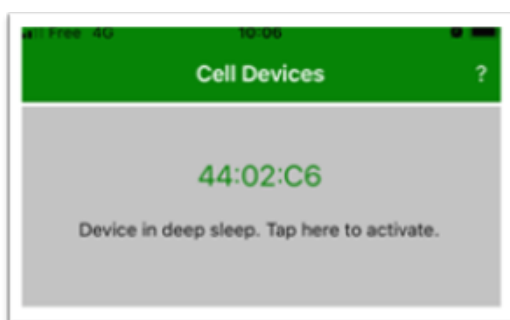 Free 4G 10:06
Cell Devices ?
44:02:C6
Device in deep sleep. Tap here to activate.